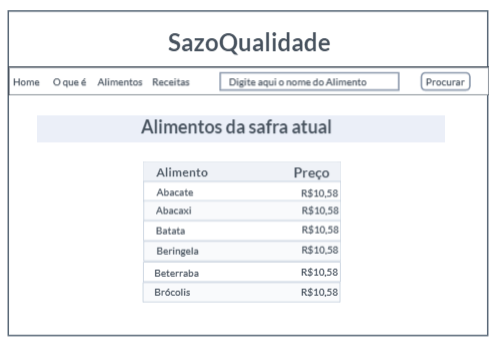 SazoQualidade
Home O que é Alimentos Receitas Digite aqui o nome do Alimento Procurar
Alimentos da safra atual
Alimento Preço
Abacate R$10,58
Abacaxi R$10,58
Batata R$10,58
Beringela R$10,58
Beterraba R$10,58
Brócolis R$10,58